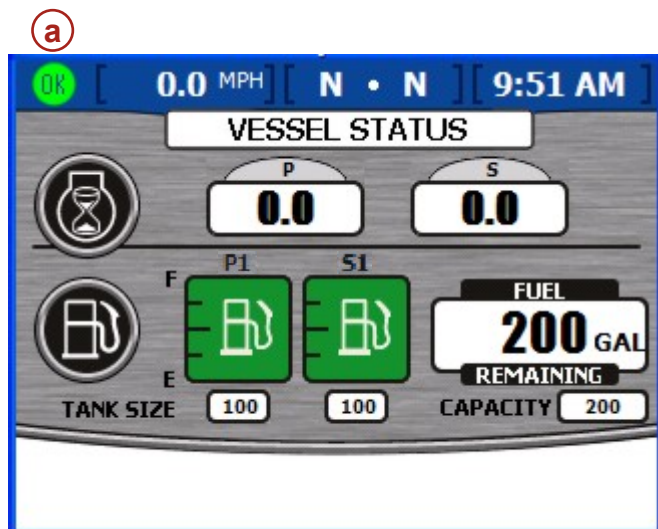 a
OK [ 0.0 MPH ] [ N • N ] [ 9:51 AM ]
VESSEL STATUS
P S
0.0 0.0
P1 S1
F
FUEL
200 GAL
E REMAINING
TANK SIZE 100 100 CAPACITY 200